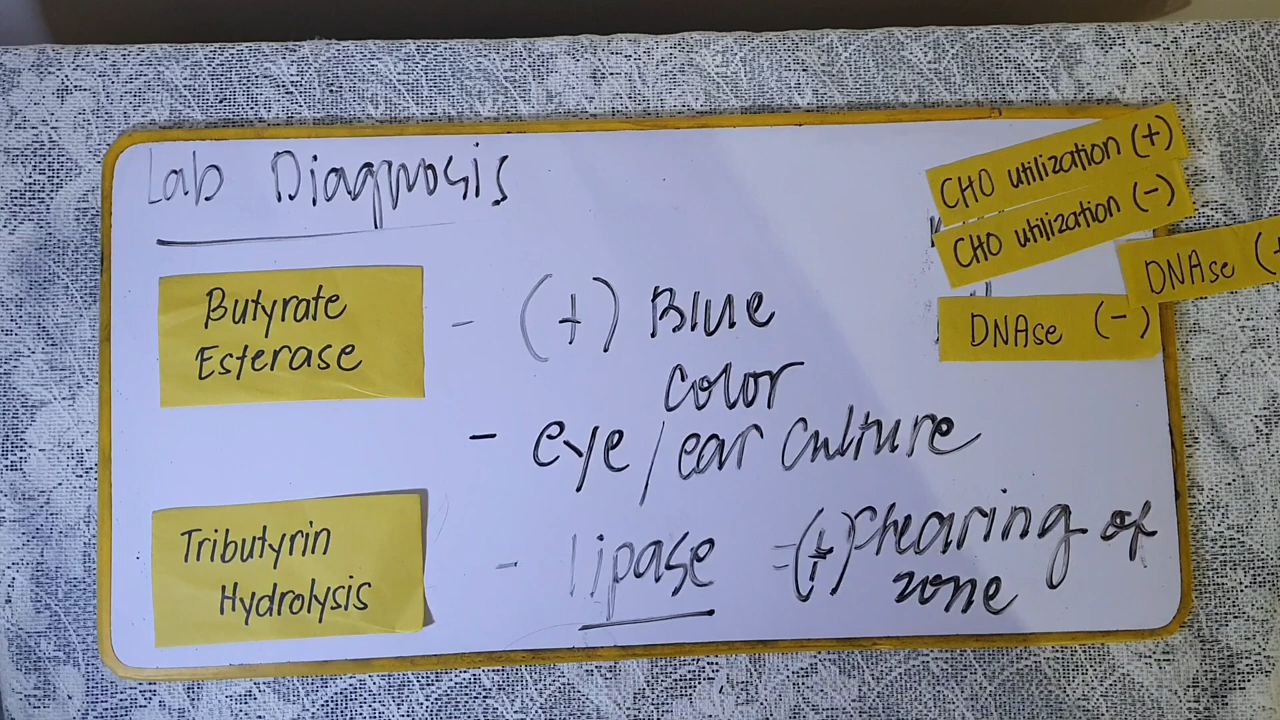 Lab Diagnosis
CHO utilization (+)
CHO utilization (-)
DNAse (+
DNAse (-)
Butyrate
Esterase
- (+) Blue
color
- eye/ear culture
Tributyrin
Hydrolysis
- lipase -(+) Chearing of
zone